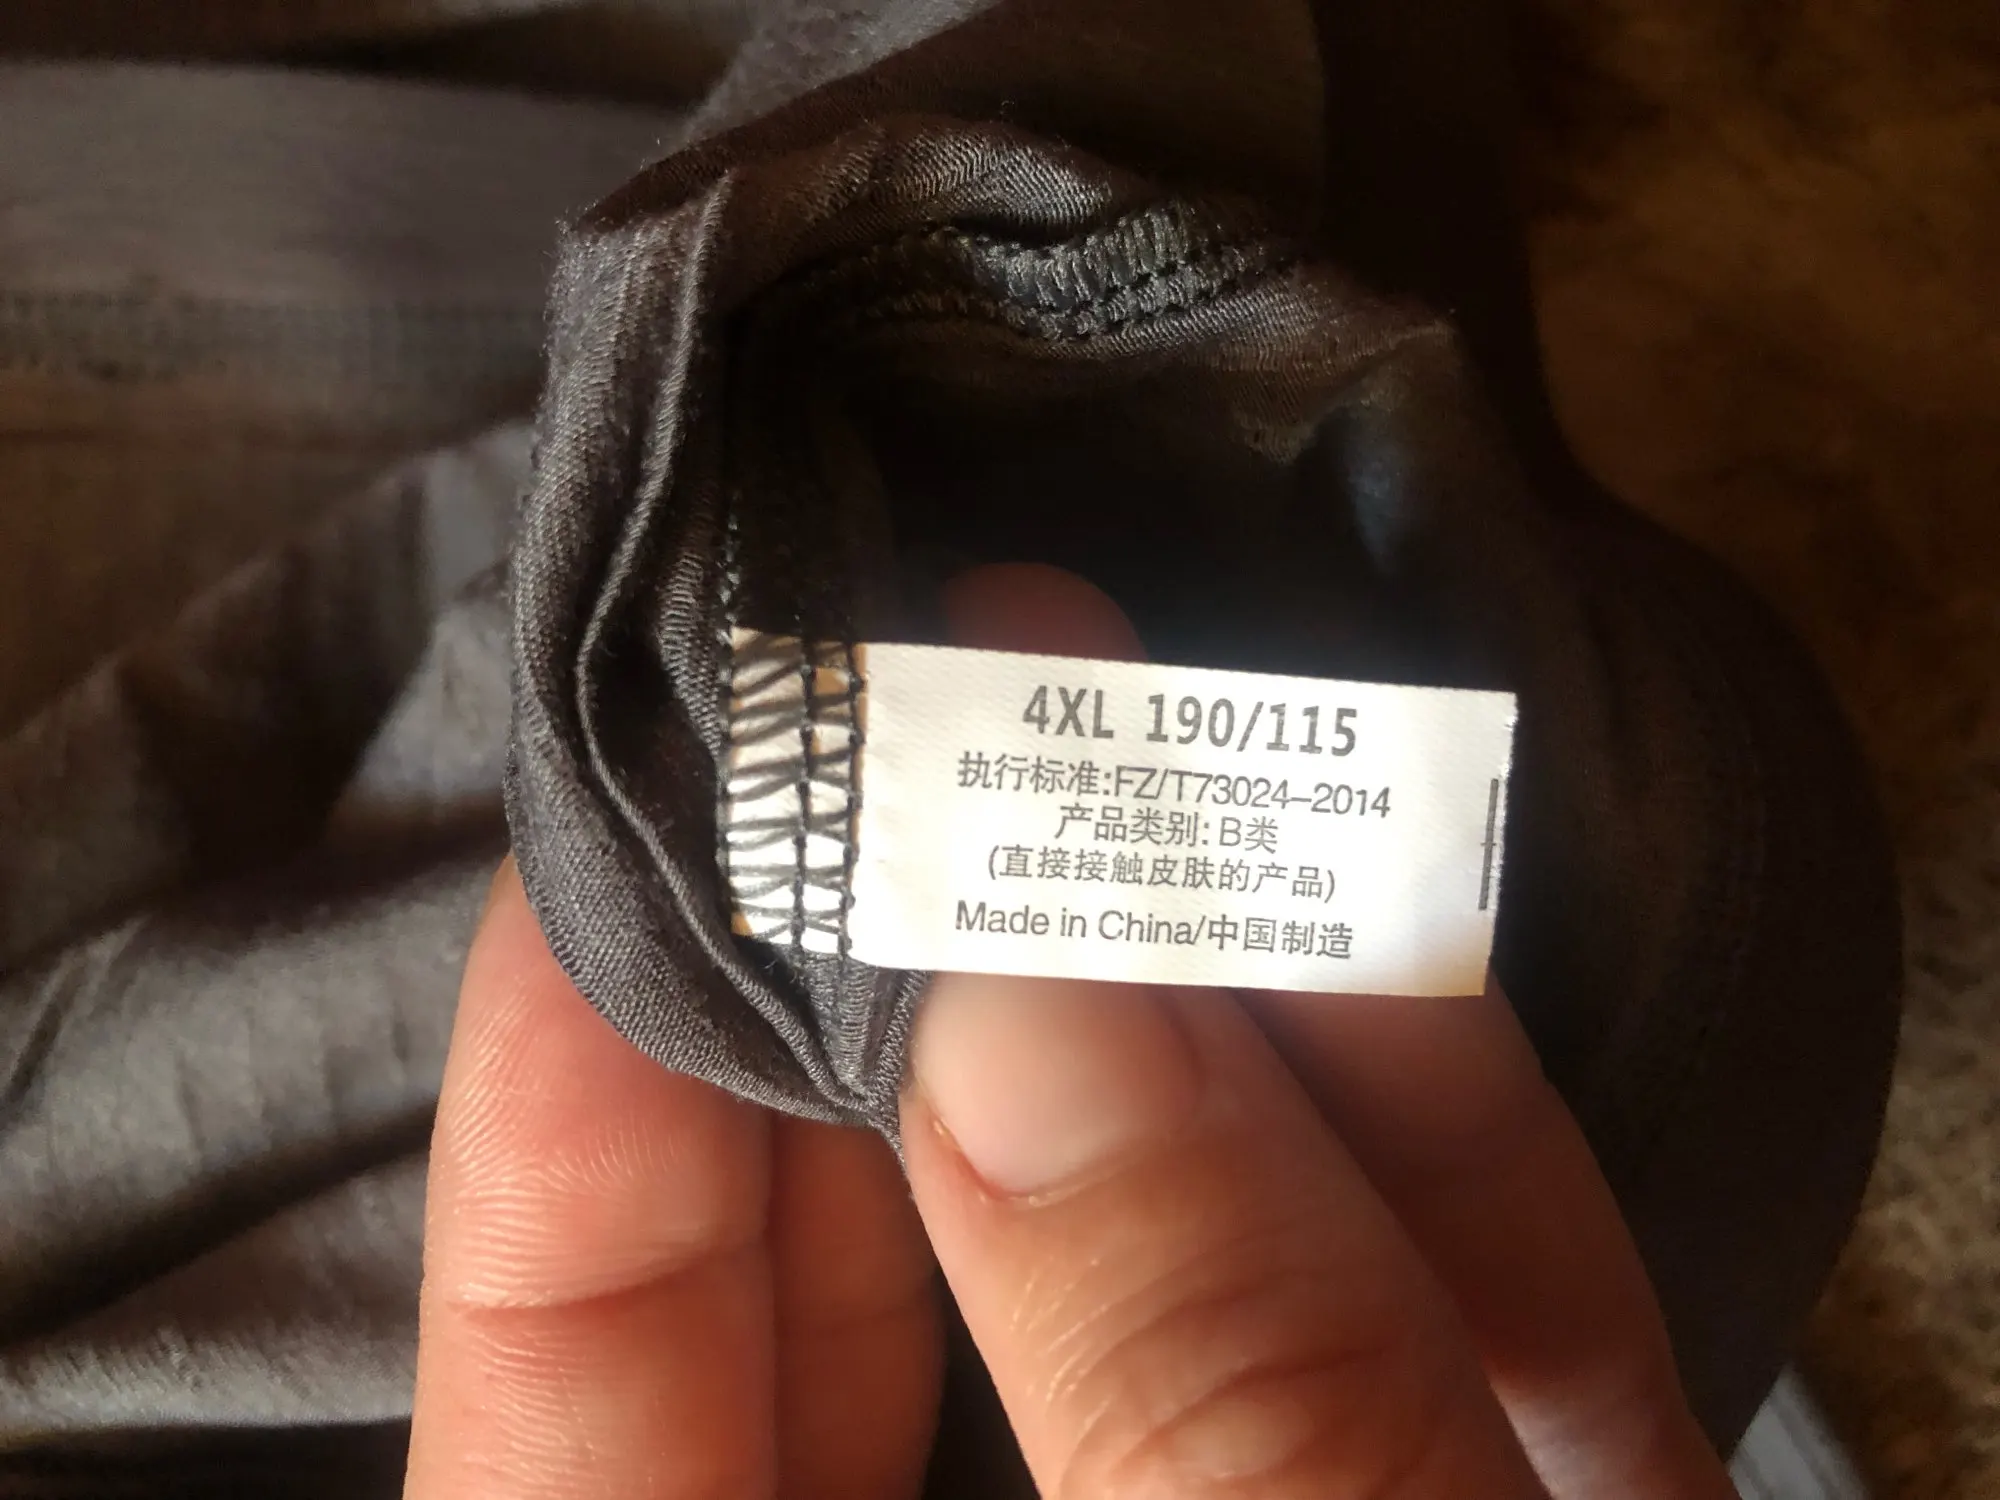 4XL 190/115
执行标准:FZ/T73024-2014
产品类别:B类
(直接接触皮肤的产品)
Made in China/中国制造